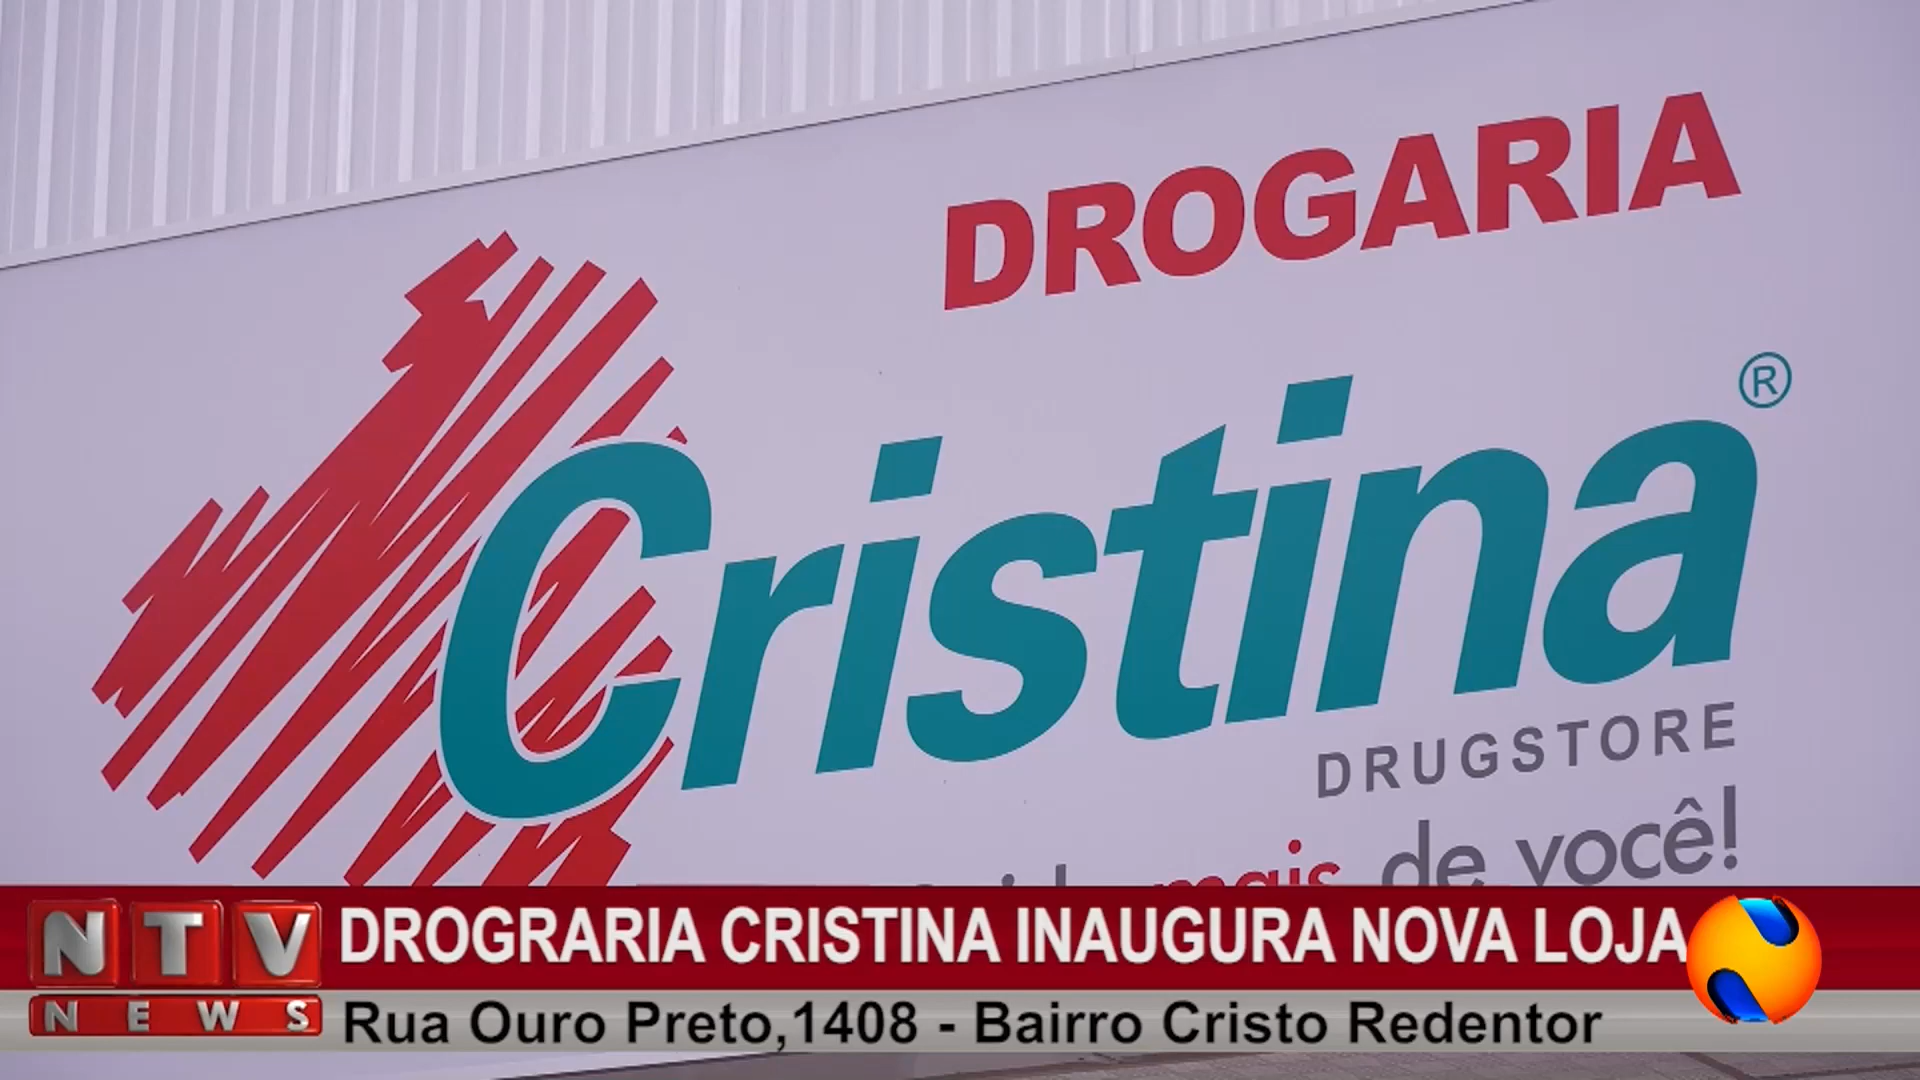 DROGARIA
Cristina ®
DRUGSTORE
mais de você!
NTV
NEWS
DROGRARIA CRISTINA INAUGURA NOVA LOJA
Rua Ouro Preto,1408 - Bairro Cristo Redentor